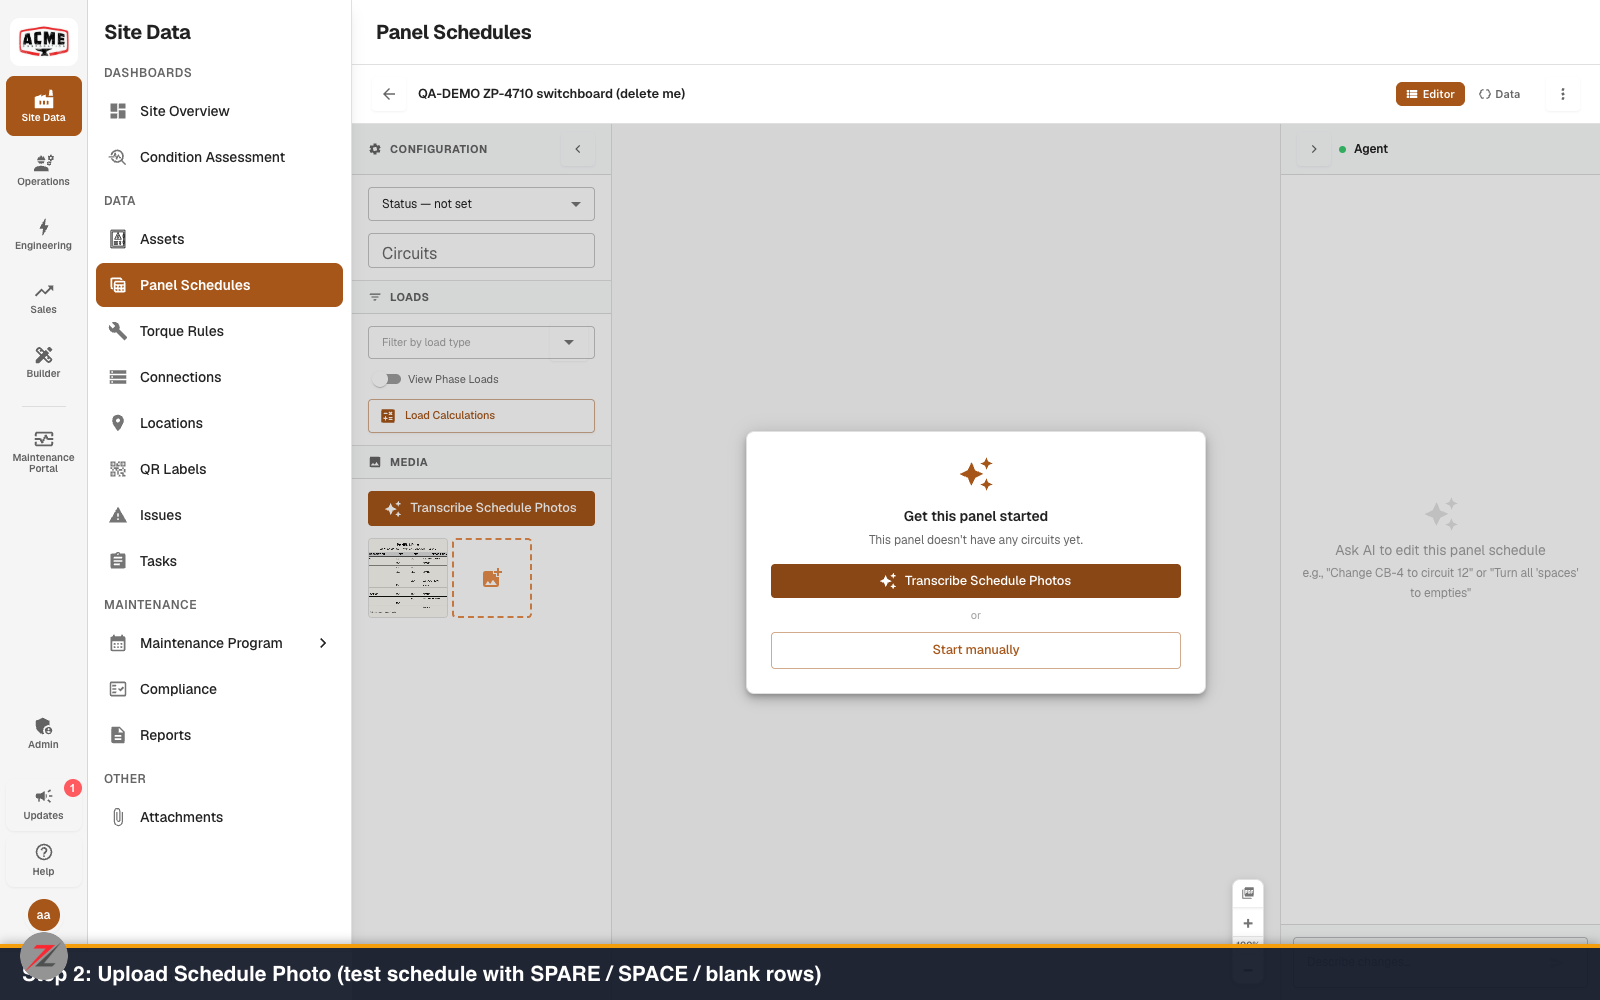 ACME
Site Data
Operations
Engineering
Sales
Builder
Maintenance
Portal
Admin
1
Updates
Help
aa
Site Data
DASHBOARDS
Site Overview
Condition Assessment
DATA
Assets
Panel Schedules
Torque Rules
Connections
Locations
QR Labels
Issues
Tasks
MAINTENANCE
Maintenance Program
Compliance
Reports
OTHER
Attachments
Panel Schedules
QA-DEMO ZP-4710 switchboard (delete me)
Editor
Data
CONFIGURATION
Status — not set
Circuits
LOADS
Filter by load type
View Phase Loads
Load Calculations
MEDIA
Transcribe Schedule Photos
Get this panel started
This panel doesn't have any circuits yet.
Transcribe Schedule Photos
or
Start manually
Agent
Ask AI to edit this panel schedule
e.g., "Change CB-4 to circuit 12" or "Turn all 'spaces'
to empties"
Step 2: Upload Schedule Photo (test schedule with SPARE / SPACE / blank rows)